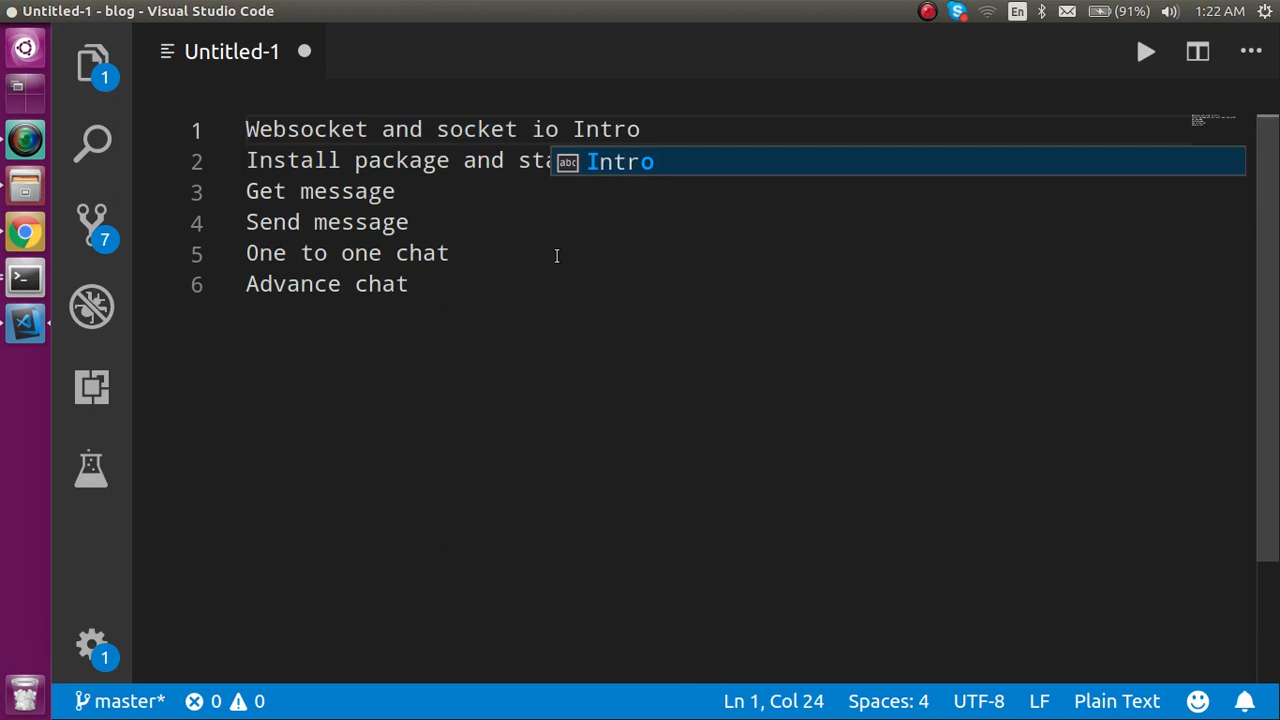 Untitled-1 - blog - Visual Studio Code
En
(91%)
1:22 AM
Untitled-1
1
7
1
1 Websocket and socket io Intro
2 Install package and sta
abc Intro
3 Get message
4 Send message
5 One to one chat
6 Advance chat
master* 0 0 Ln 1, Col 24 Spaces: 4 UTF-8 LF Plain Text